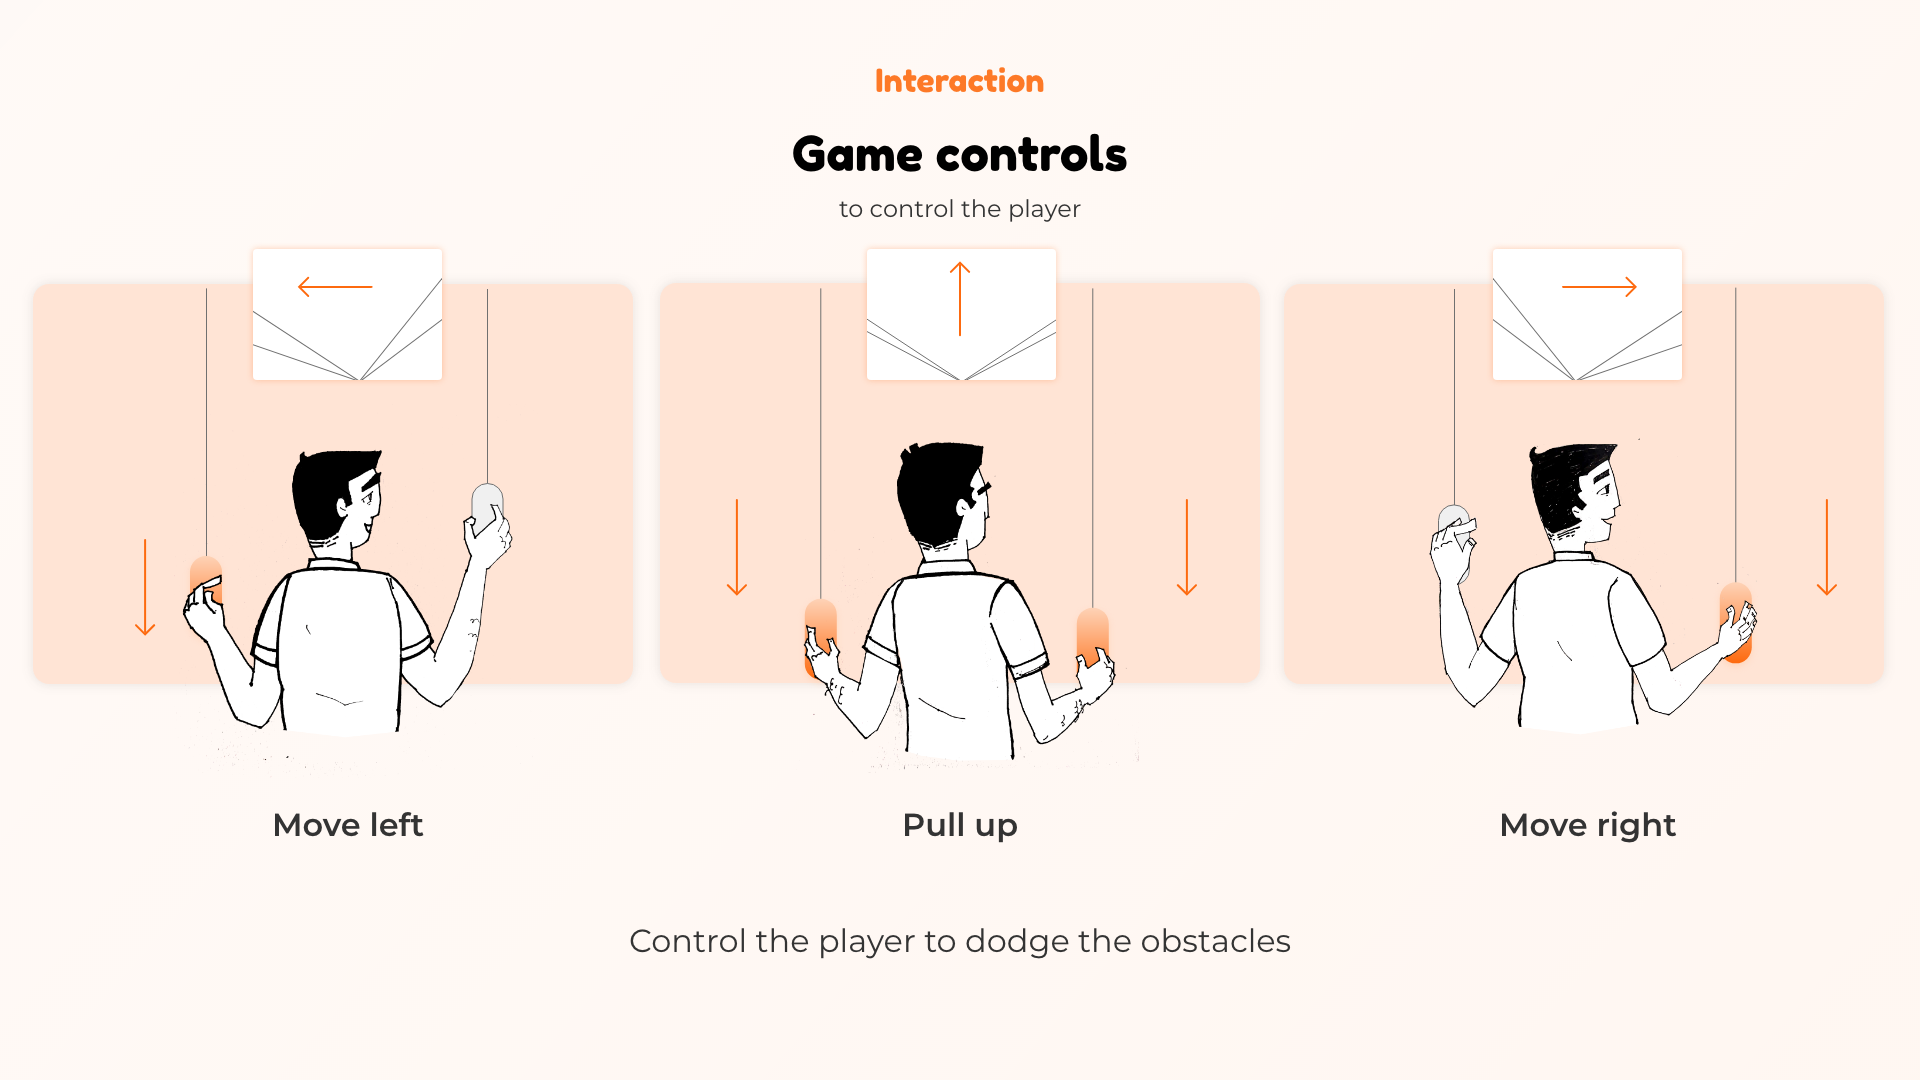 Interaction
Game controls
to control the player
Move left
Pull up
Move right
Control the player to dodge the obstacles